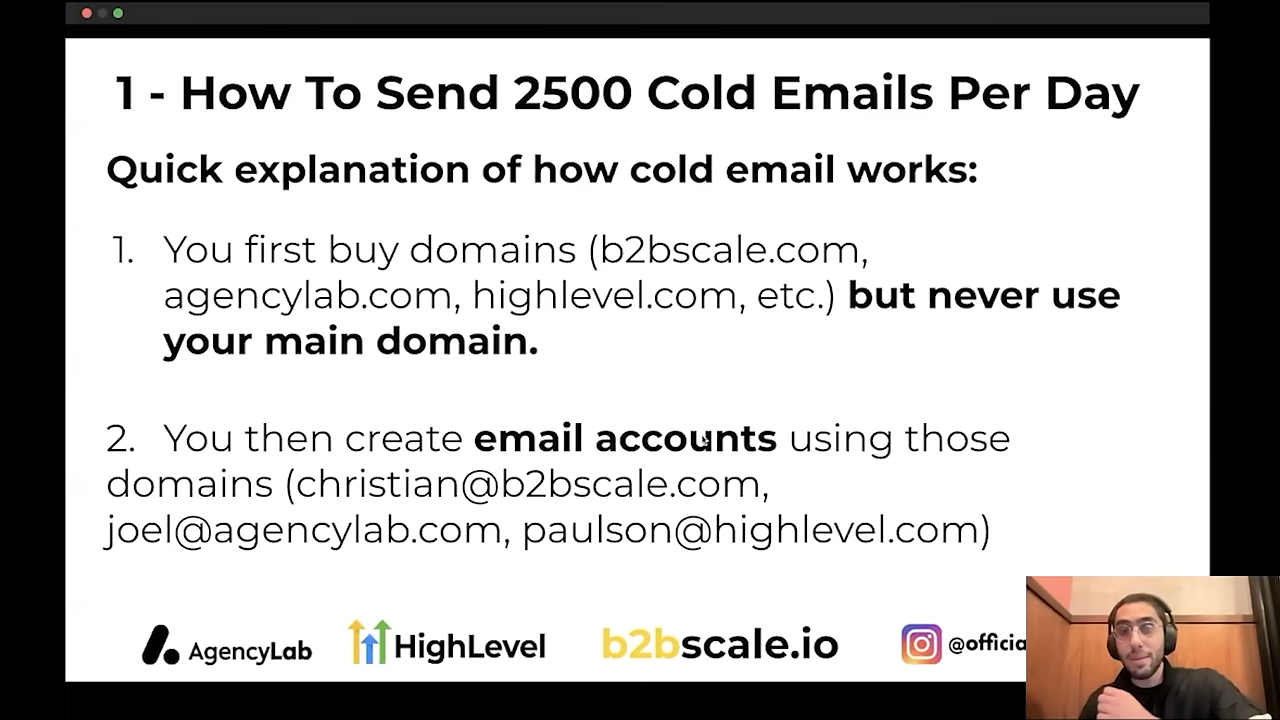 1 - How To Send 2500 Cold Emails Per Day
Quick explanation of how cold email works:
1. You first buy domains (b2bscale.com,
agencylab.com, highlevel.com, etc.) but never use
your main domain.
2. You then create email accounts using those
domains (christian@b2bscale.com,
joel@agencylab.com, paulson@highlevel.com)
AgencyLab HighLevel b2bscale.io @officia